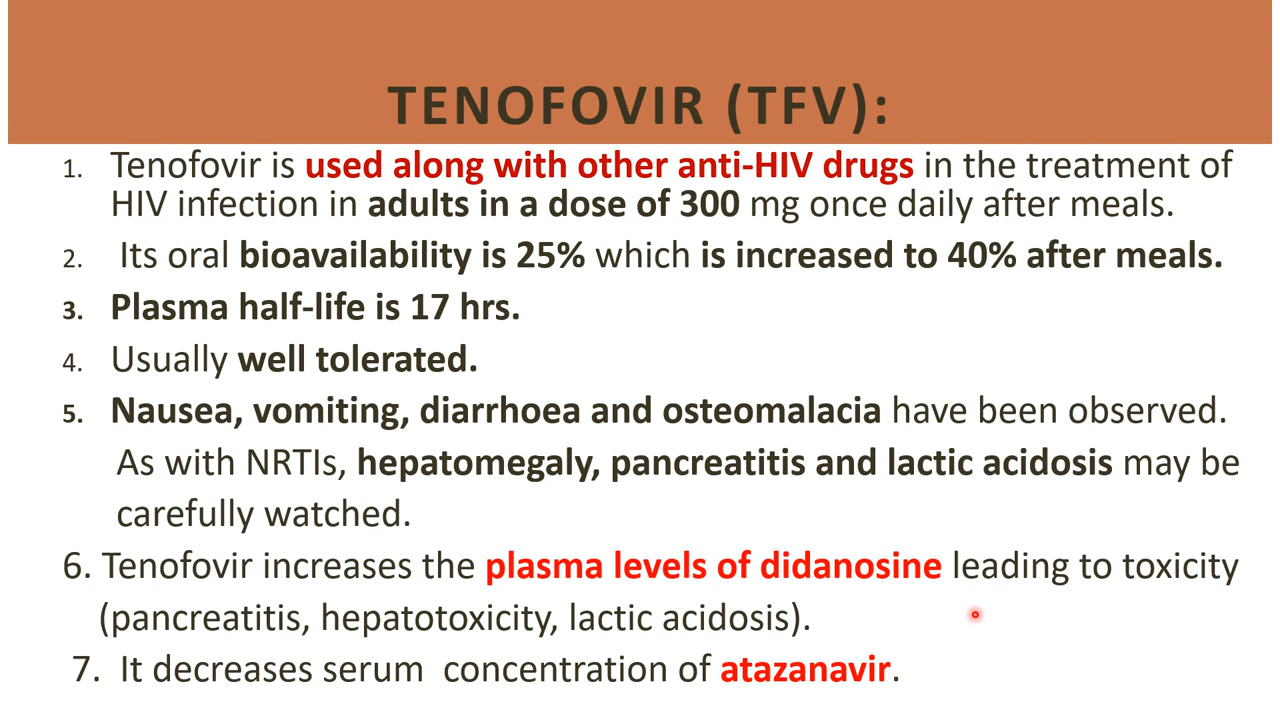 TENOFOVIR (TFV):
1. Tenofovir is used along with other anti-HIV drugs in the treatment of
HIV infection in adults in a dose of 300 mg once daily after meals.
2. Its oral bioavailability is 25% which is increased to 40% after meals.
3. Plasma half-life is 17 hrs.
4. Usually well tolerated.
5. Nausea, vomiting, diarrhoea and osteomalacia have been observed.
As with NRTIs, hepatomegaly, pancreatitis and lactic acidosis may be
carefully watched.
6. Tenofovir increases the plasma levels of didanosine leading to toxicity
(pancreatitis, hepatotoxicity, lactic acidosis).
7. It decreases serum concentration of atazanavir.